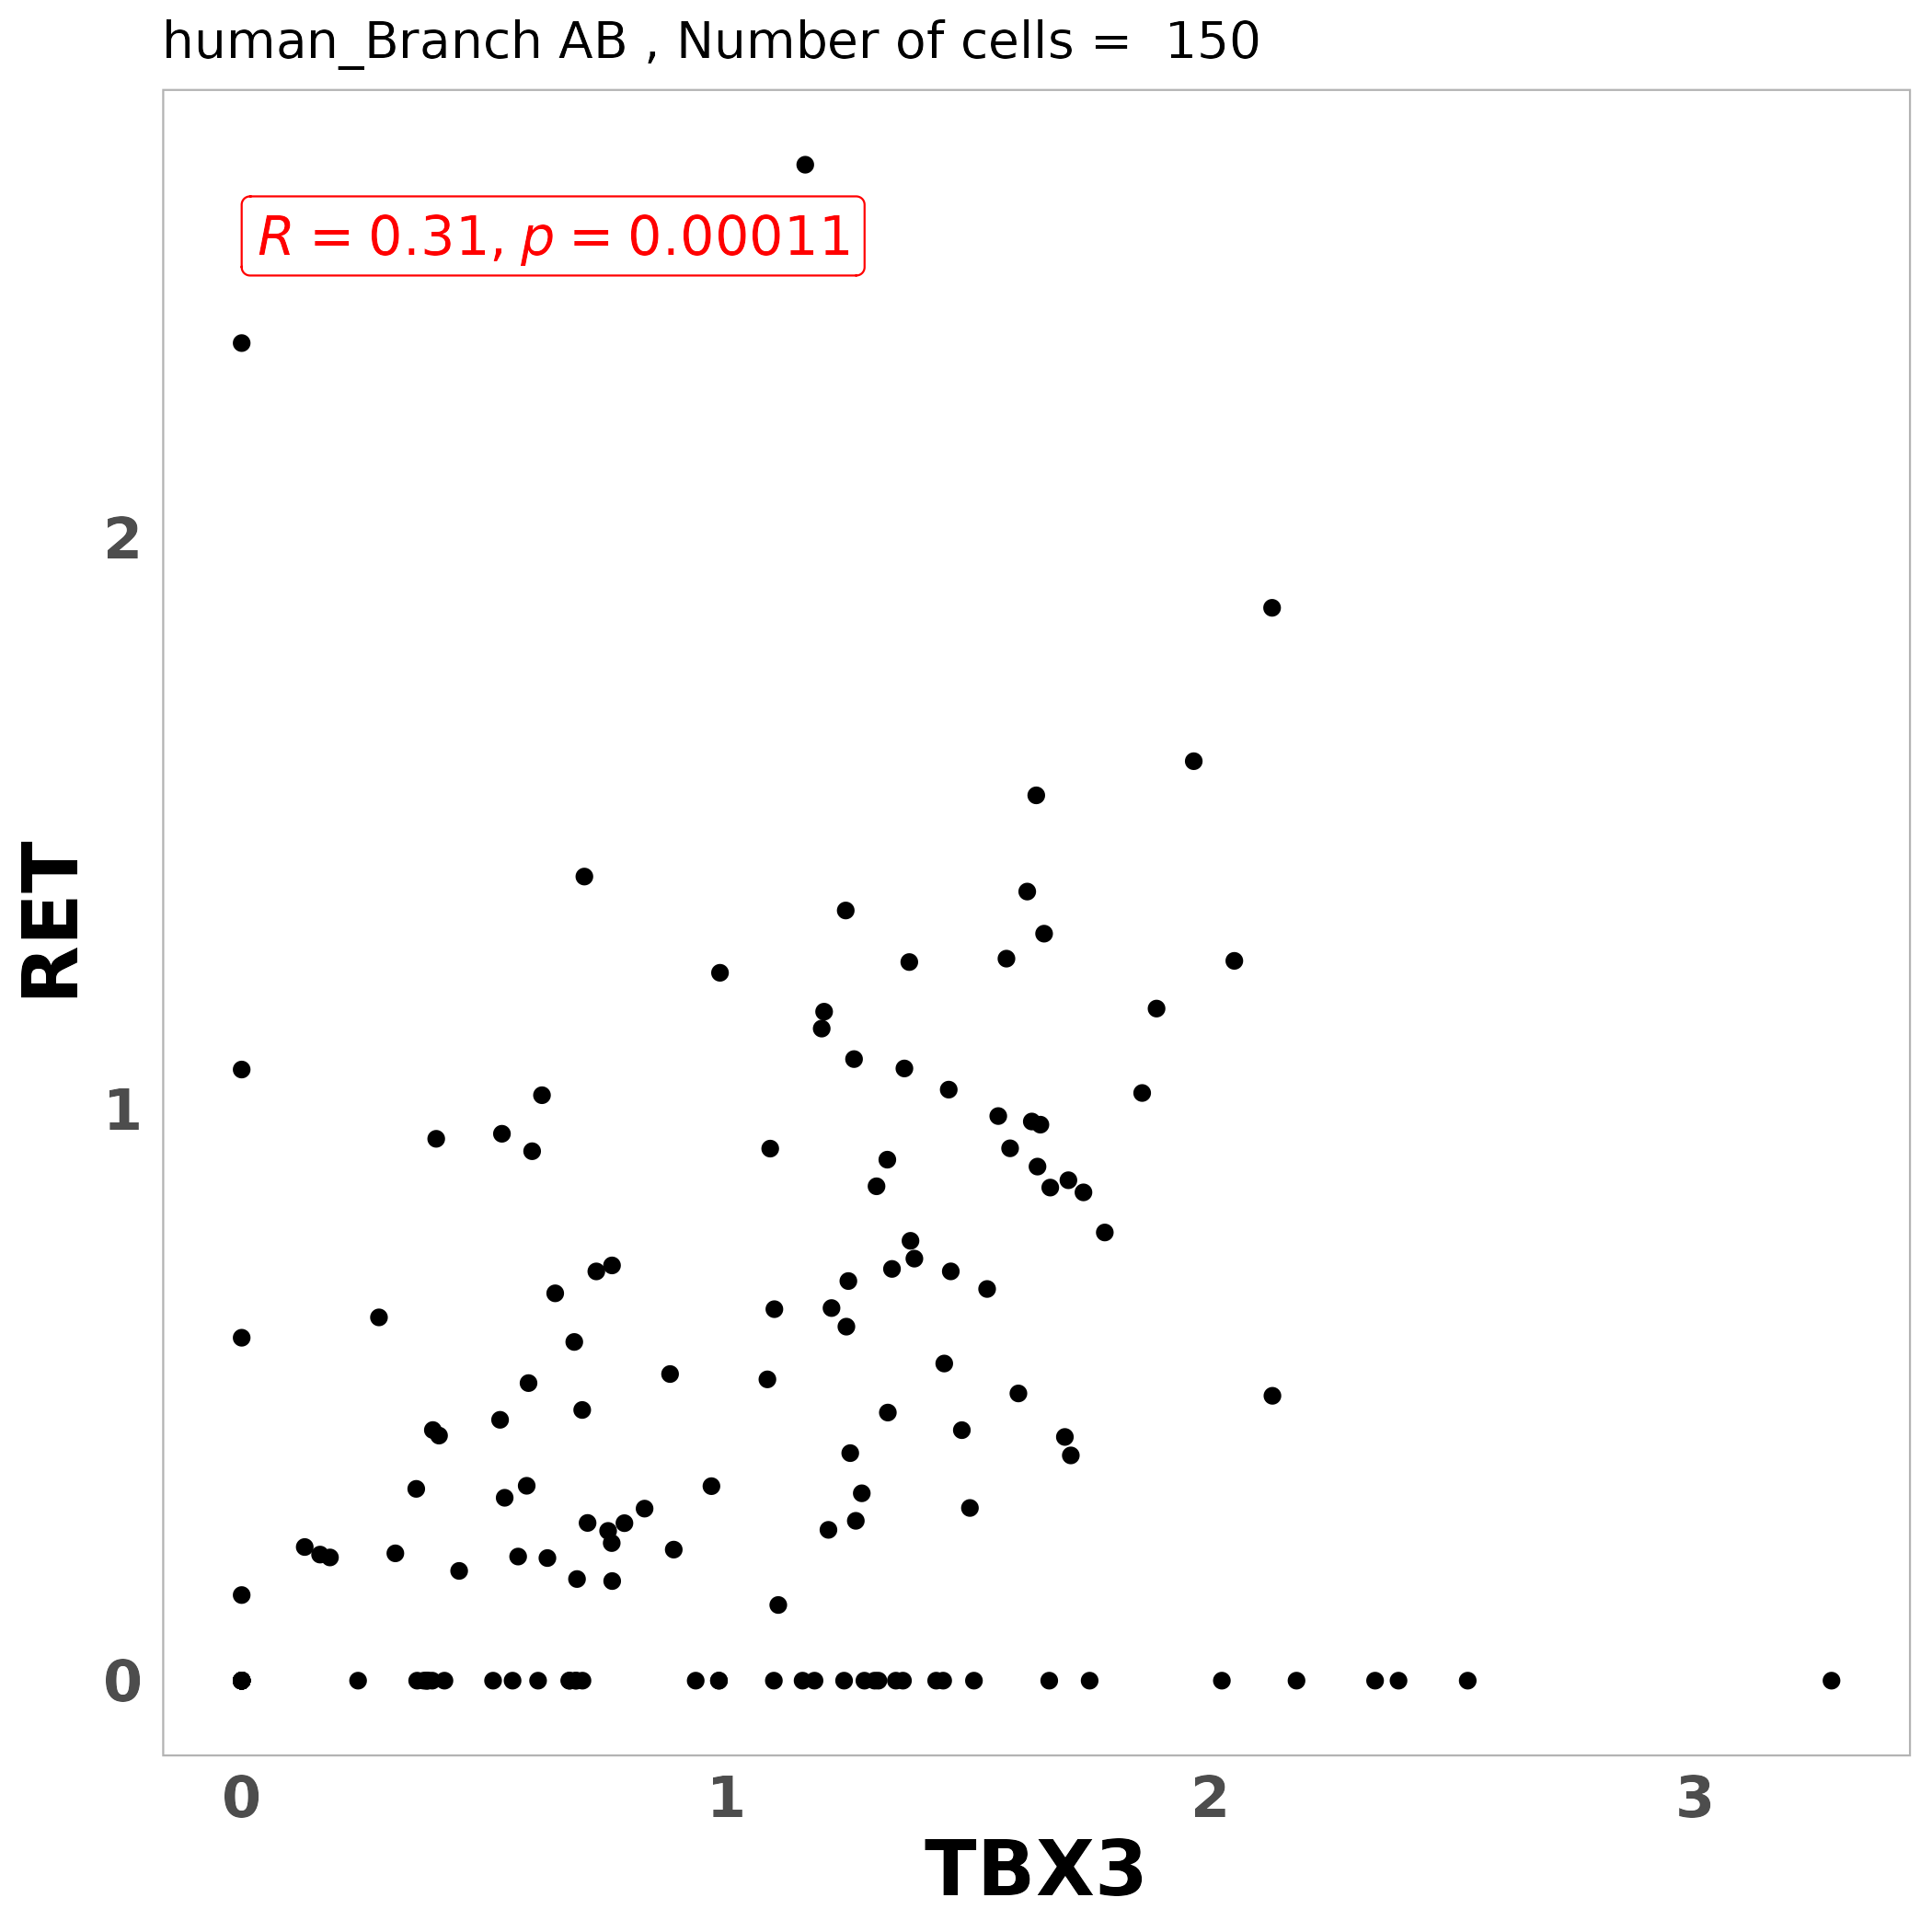 human_Branch AB , Number of cells =  150
R = 0.31, p = 0.00011
2
1
0
RET
0 1 2 3
TBX3